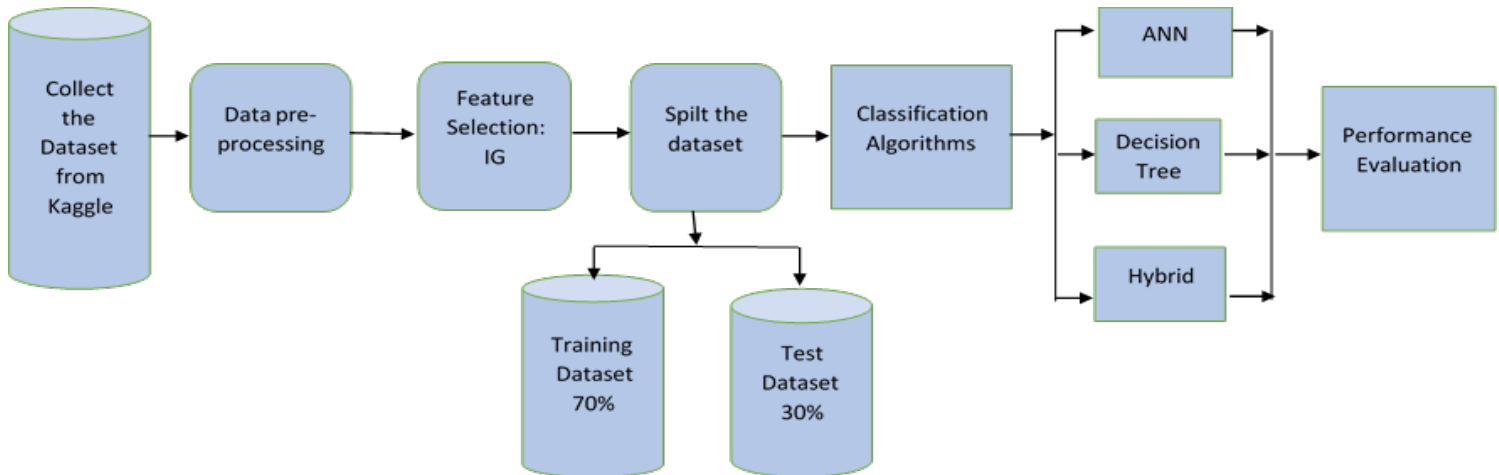 Collect
the
Dataset
from
Kaggle
Data pre-
processing
Feature
Selection:
IG
Spilt the
dataset
Training
Dataset
70%
Test
Dataset
30%
Classification
Algorithms
ANN
Decision
Tree
Hybrid
Performance
Evaluation